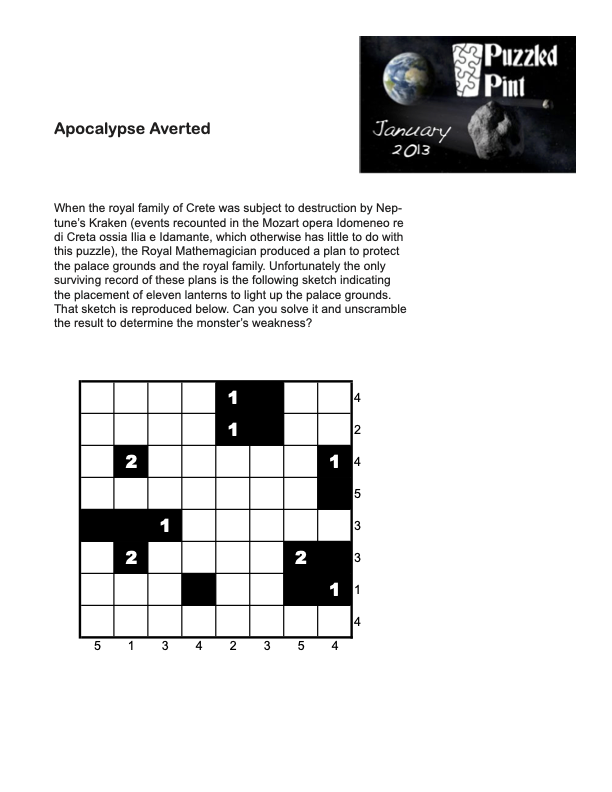 Puzzled
Pint
January
2013
Apocalypse Averted
When the royal family of Crete was subject to destruction by Nep-
tune's Kraken (events recounted in the Mozart opera Idomeneo re
di Creta ossia Ilia e Idamante, which otherwise has little to do with
this puzzle), the Royal Mathemagician produced a plan to protect
the palace grounds and the royal family. Unfortunately the only
surviving record of these plans is the following sketch indicating
the placement of eleven lanterns to light up the palace grounds.
That sketch is reproduced below. Can you solve it and unscramble
the result to determine the monster's weakness?
1 4
1 2
2 1 4
5
1 3
2 2 3
1 1
4
5 1 3 4 2 3 5 4